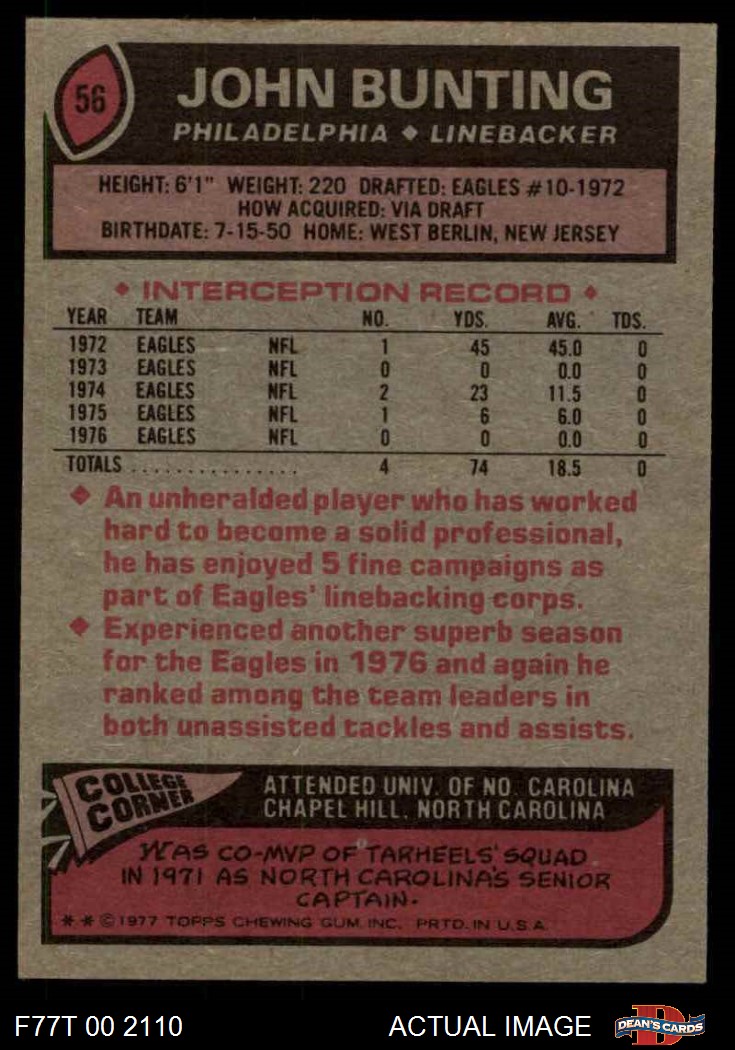 56
JOHN BUNTING
PHILADELPHIA ◆ LINEBACKER
HEIGHT: 6'1" WEIGHT: 220 DRAFTED: EAGLES #10-1972
HOW ACQUIRED: VIA DRAFT
BIRTHDATE: 7-15-50 HOME: WEST BERLIN, NEW JERSEY
◆ INTERCEPTION RECORD ◆
YEAR TEAM NO. YDS. AVG. TDS.
1972 EAGLES NFL 1 45 45.0 0
1973 EAGLES NFL 0 0 0.0 0
1974 EAGLES NFL 2 23 11.5 0
1975 EAGLES NFL 1 6 6.0 0
1976 EAGLES NFL 0 0 0.0 0
TOTALS ............... 4 74 18.5 0
◆ An unheralded player who has worked
hard to become a solid professional,
he has enjoyed 5 fine campaigns as
part of Eagles' linebacking corps.
◆ Experienced another superb season
for the Eagles in 1976 and again he
ranked among the team leaders in
both unassisted tackles and assists.
COLLEGE
CORNER
ATTENDED UNIV. OF NO. CAROLINA
CHAPEL HILL, NORTH CAROLINA
WAS CO-MVP OF TARHEELS' SQUAD
IN 1971 AS NORTH CAROLINA'S SENIOR
CAPTAIN.
* * © 1977 TOPPS CHEWING GUM, INC. PRTD. IN U.S.A.
F77T 00 2110 ACTUAL IMAGE
D
DEAN'S CARDS